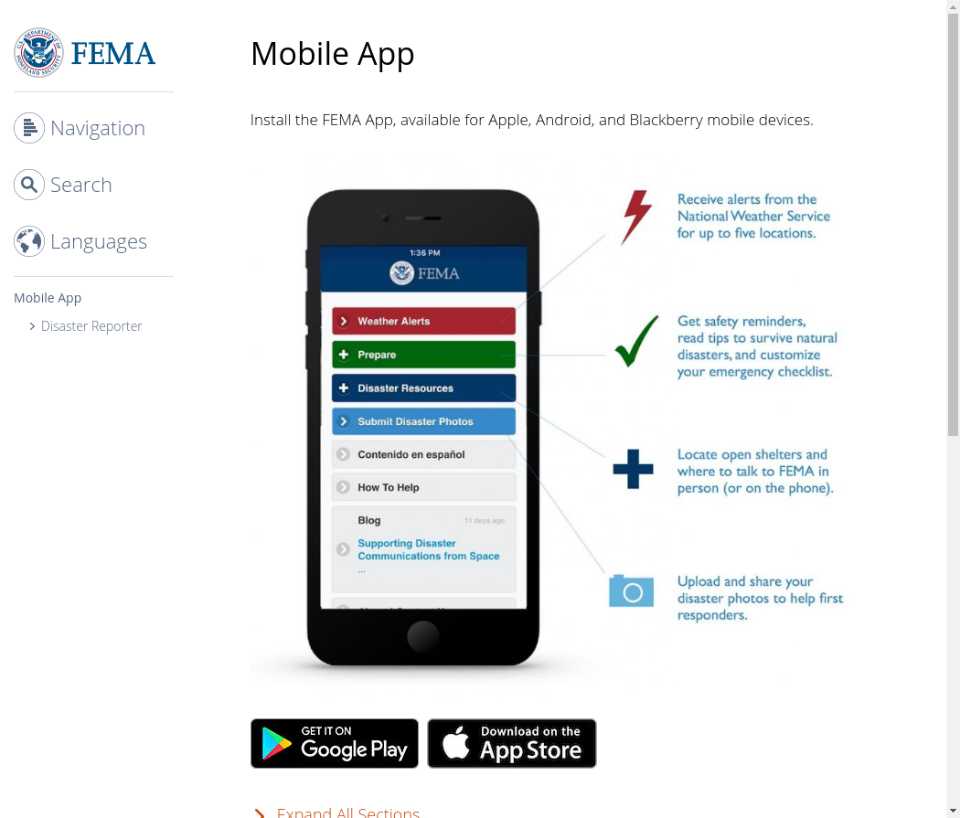 FEMA
Navigation
Search
Languages
Mobile App
Disaster Reporter
Mobile App
Install the FEMA App, available for Apple, Android, and Blackberry mobile devices.
1:36 PM
FEMA
Weather Alerts
Prepare
Disaster Resources
Submit Disaster Photos
Contenido en español
How To Help
Blog
11 days ago
Supporting Disaster
Communications from Space
...
Receive alerts from the
National Weather Service
for up to five locations.
Get safety reminders,
read tips to survive natural
disasters, and customize
your emergency checklist.
Locate open shelters and
where to talk to FEMA in
person (or on the phone).
Upload and share your
disaster photos to help first
responders.
GET IT ON
Google Play
Download on the
App Store
Expand All Sections